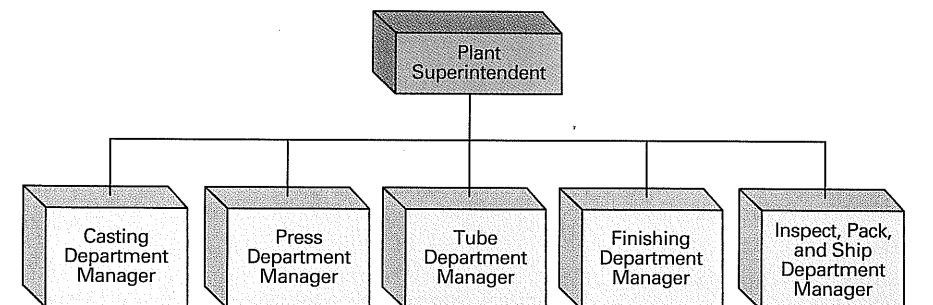 Plant
Superintendent
Casting
Department
Manager
Press
Department
Manager
Tube
Department
Manager
Finishing
Department
Manager
Inspect, Pack,
and Ship
Department
Manager